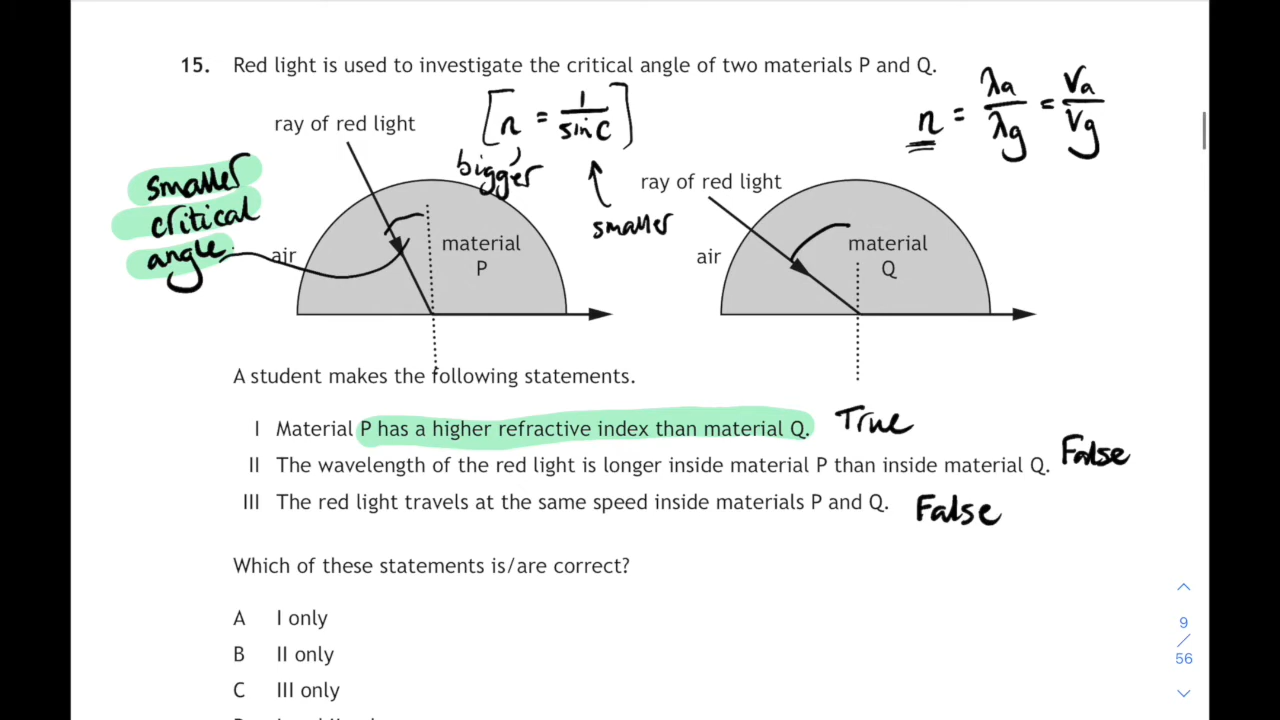 15. Red light is used to investigate the critical angle of two materials P and Q.
n = λa/λg = Va/Vg
[n = 1/sin C]
ray of red light
bigger
smaller
smaller
critical
angle
air
material
P
ray of red light
air
material
Q
A student makes the following statements.
I Material P has a higher refractive index than material Q. True
II The wavelength of the red light is longer inside material P than inside material Q. False
III The red light travels at the same speed inside materials P and Q. False
Which of these statements is/are correct?
A I only
B II only
C III only
9
/
56